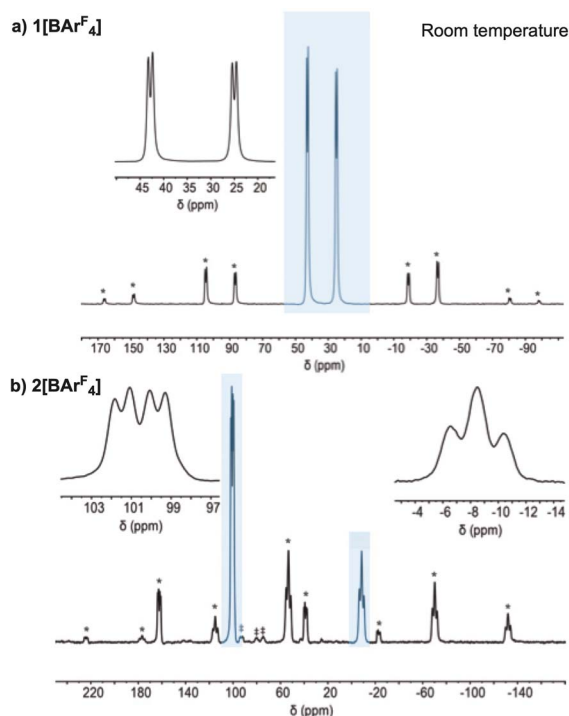 a) 1[BArF4]
Room temperature
45 40 35 30 25 20
δ (ppm)
* * * * * * * *
170 150 130 110 90 70 50 30 10 -10 -30 -50 -70 -90
δ (ppm)
b) 2[BArF4]
103 101 99 97
δ (ppm)
-4 -6 -8 -10 -12 -14
δ (ppm)
* * * * ‡ ‡ ‡ * * * * *
220 180 140 100 60 20 -20 -60 -100 -140
δ (ppm)